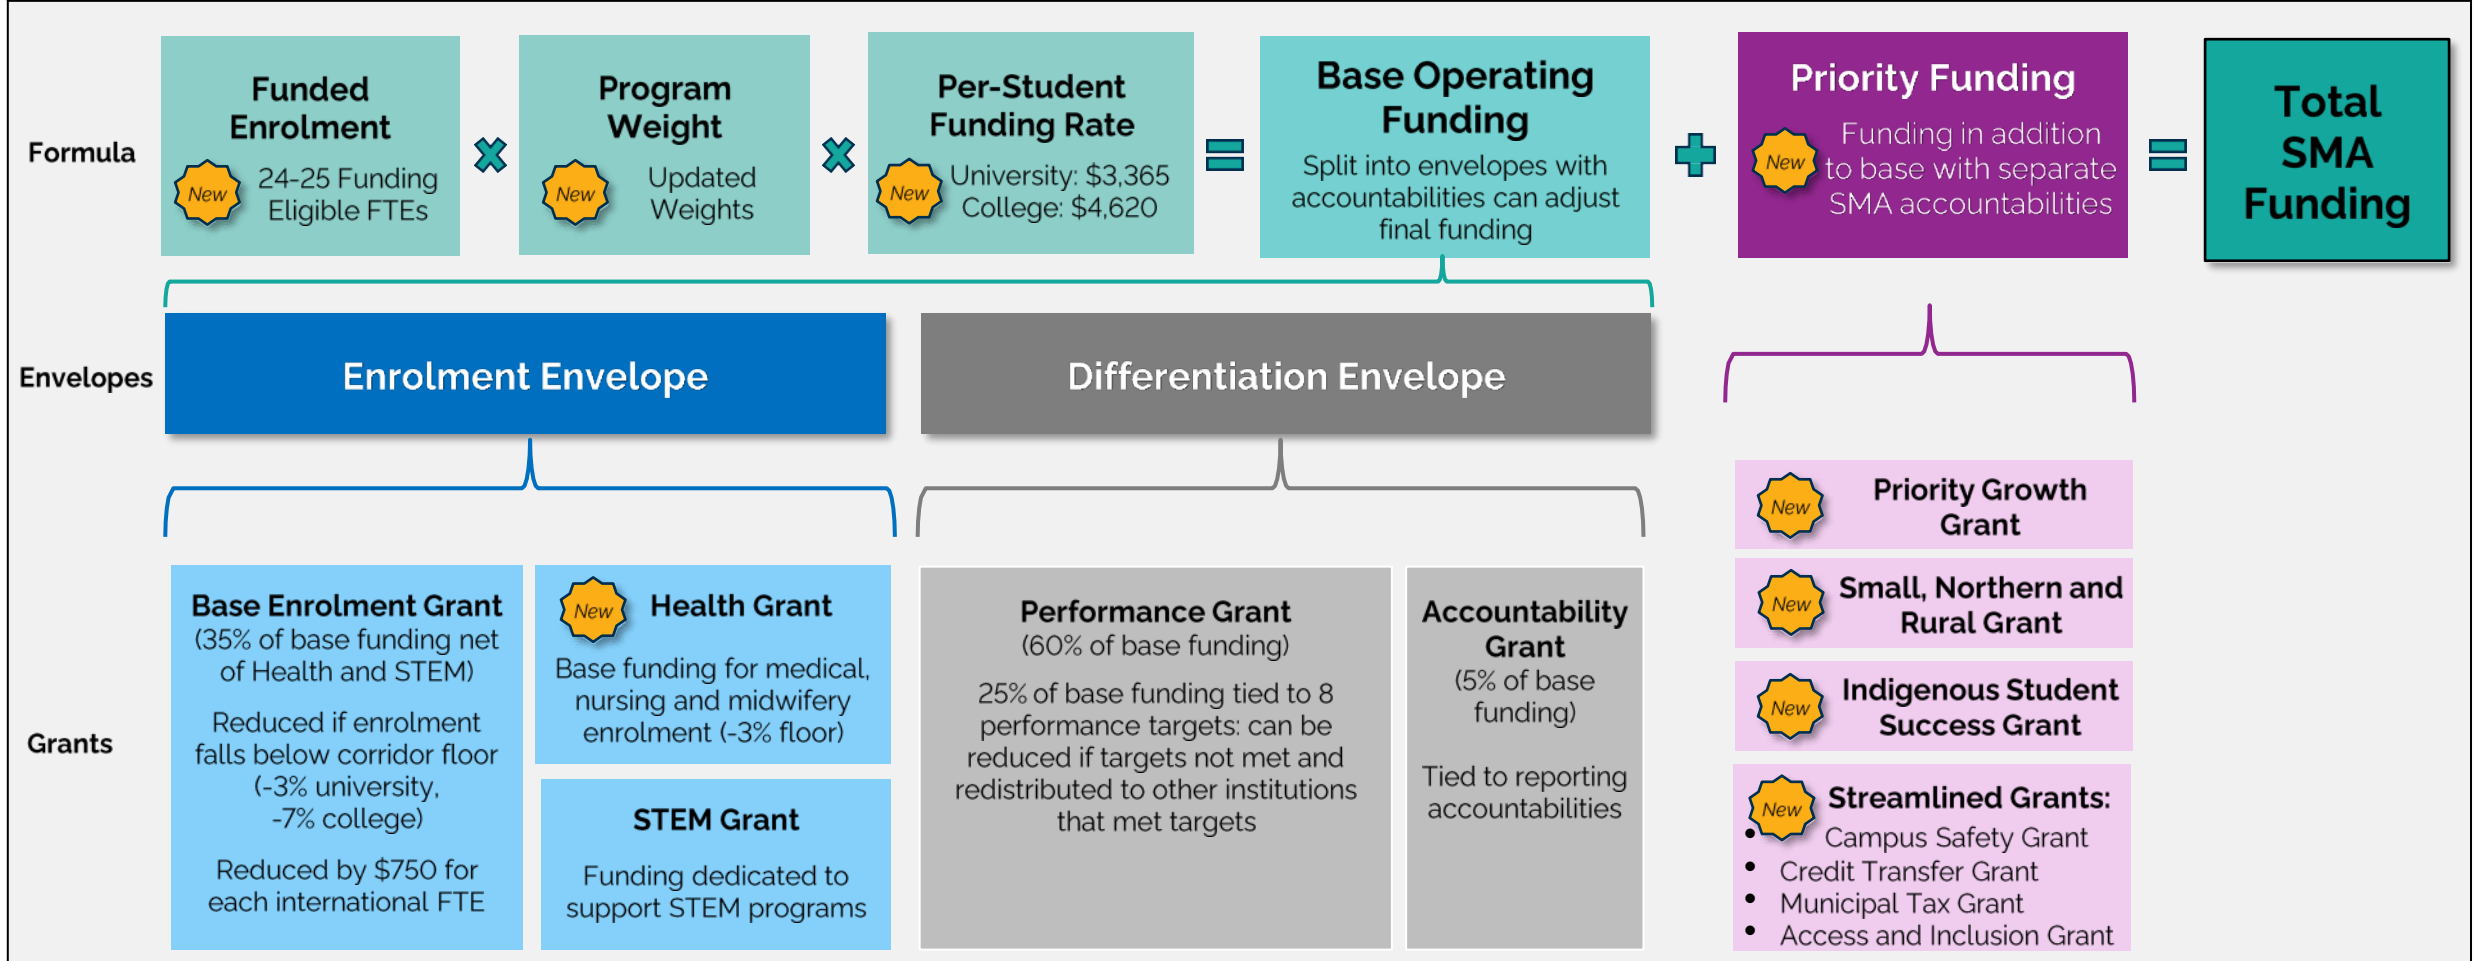 Formula
Funded
Enrolment
New
24-25 Funding
Eligible FTEs
Program
Weight
New
Updated
Weights
Per-Student
Funding Rate
New
University: $3,365
College: $4,620
Base Operating
Funding
Split into envelopes with
accountabilities can adjust
final funding
Priority Funding
New
Funding in addition
to base with separate
SMA accountabilities
Total
SMA
Funding
Envelopes
Enrolment Envelope
Differentiation Envelope
Grants
Base Enrolment Grant
(35% of base funding net
of Health and STEM)
Reduced if enrolment
falls below corridor floor
(-3% university,
-7% college)
Reduced by $750 for
each international FTE
New
Health Grant
Base funding for medical,
nursing and midwifery
enrolment (-3% floor)
STEM Grant
Funding dedicated to
support STEM programs
Performance Grant
(60% of base funding)
25% of base funding tied to 8
performance targets: can be
reduced if targets not met and
redistributed to other institutions
that met targets
Accountability
Grant
(5% of base
funding)
Tied to reporting
accountabilities
New
Priority Growth
Grant
New
Small, Northern and
Rural Grant
New
Indigenous Student
Success Grant
New
Streamlined Grants:
• Campus Safety Grant
• Credit Transfer Grant
• Municipal Tax Grant
• Access and Inclusion Grant